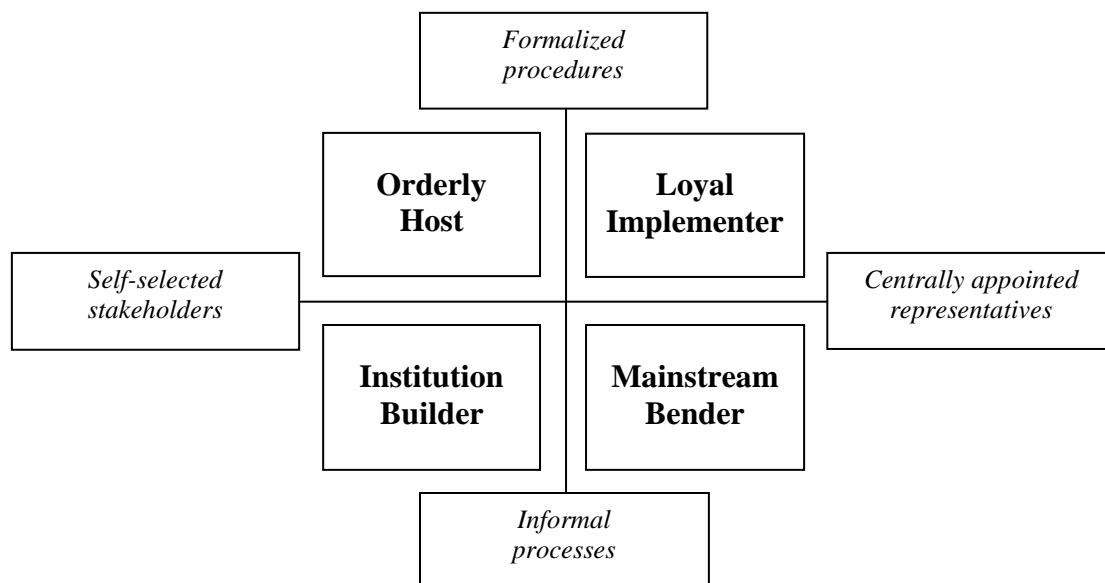 Formalized
procedures
Orderly
Host
Loyal
Implementer
Self-selected
stakeholders
Centrally appointed
representatives
Institution
Builder
Mainstream
Bender
Informal
processes